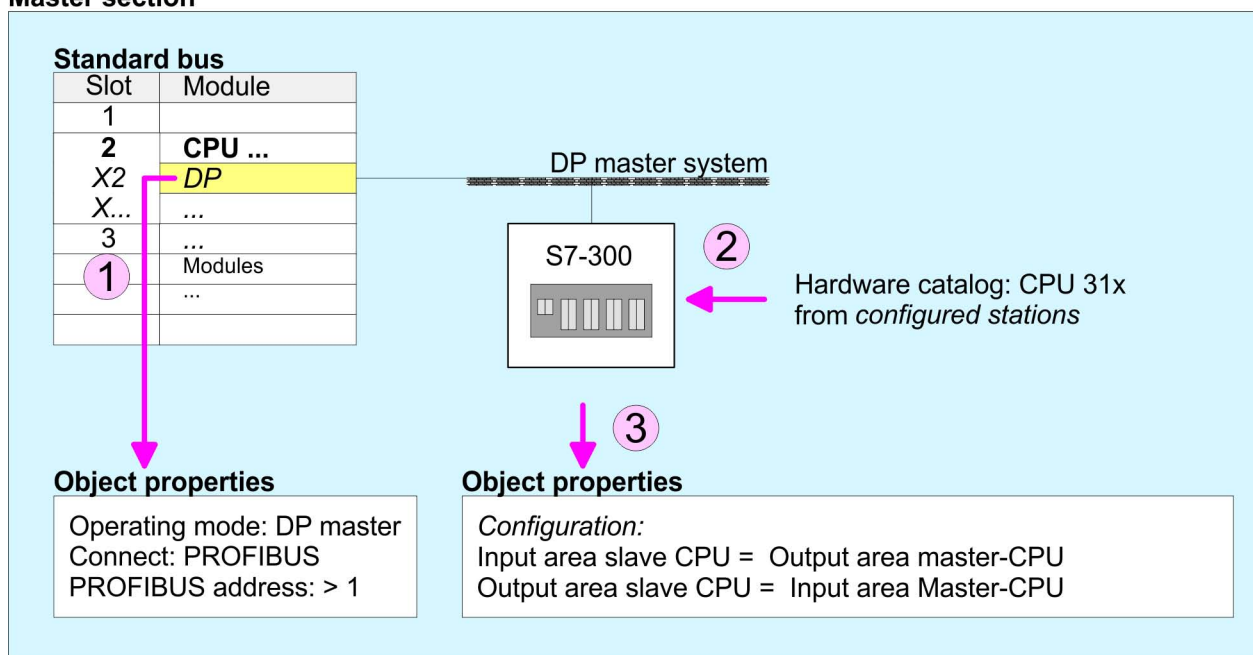 Master section
Standard bus
Slot Module
1
2 CPU ...
X2 DP
X... ...
3 ...
Modules
...
1
DP master system
S7-300
2
Hardware catalog: CPU 31x
from configured stations
3
Object properties
Operating mode: DP master
Connect: PROFIBUS
PROFIBUS address: > 1
Object properties
Configuration:
Input area slave CPU = Output area master-CPU
Output area slave CPU = Input area Master-CPU